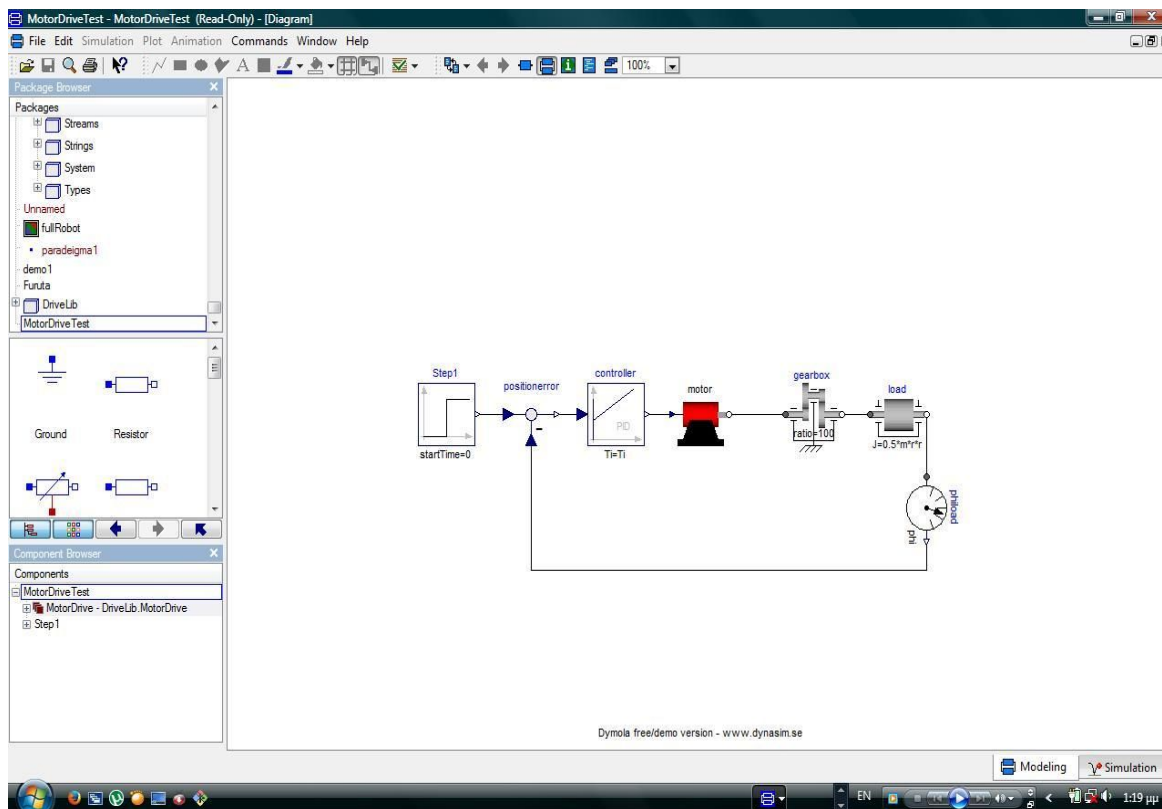 MotorDriveTest - MotorDriveTest (Read-Only) - [Diagram]
File Edit Simulation Plot Animation Commands Window Help
A
100%
Package Browser
Packages
Streams
Strings
System
Types
Unnamed
fullRobot
paradeigma1
demo1
Furuta
DriveLib
MotorDriveTest
Ground Resistor
Component Browser
Components
MotorDriveTest
MotorDrive - DriveLib.MotorDrive
Step1
Step1
startTime=0
positionerror
controller
PID
Ti=Ti
motor
gearbox
ratio=100
load
J=0.5*m*r*r
phiload
phi
Dymola free/demo version - www.dynasim.se
Modeling Simulation
EN 1:19 μμ